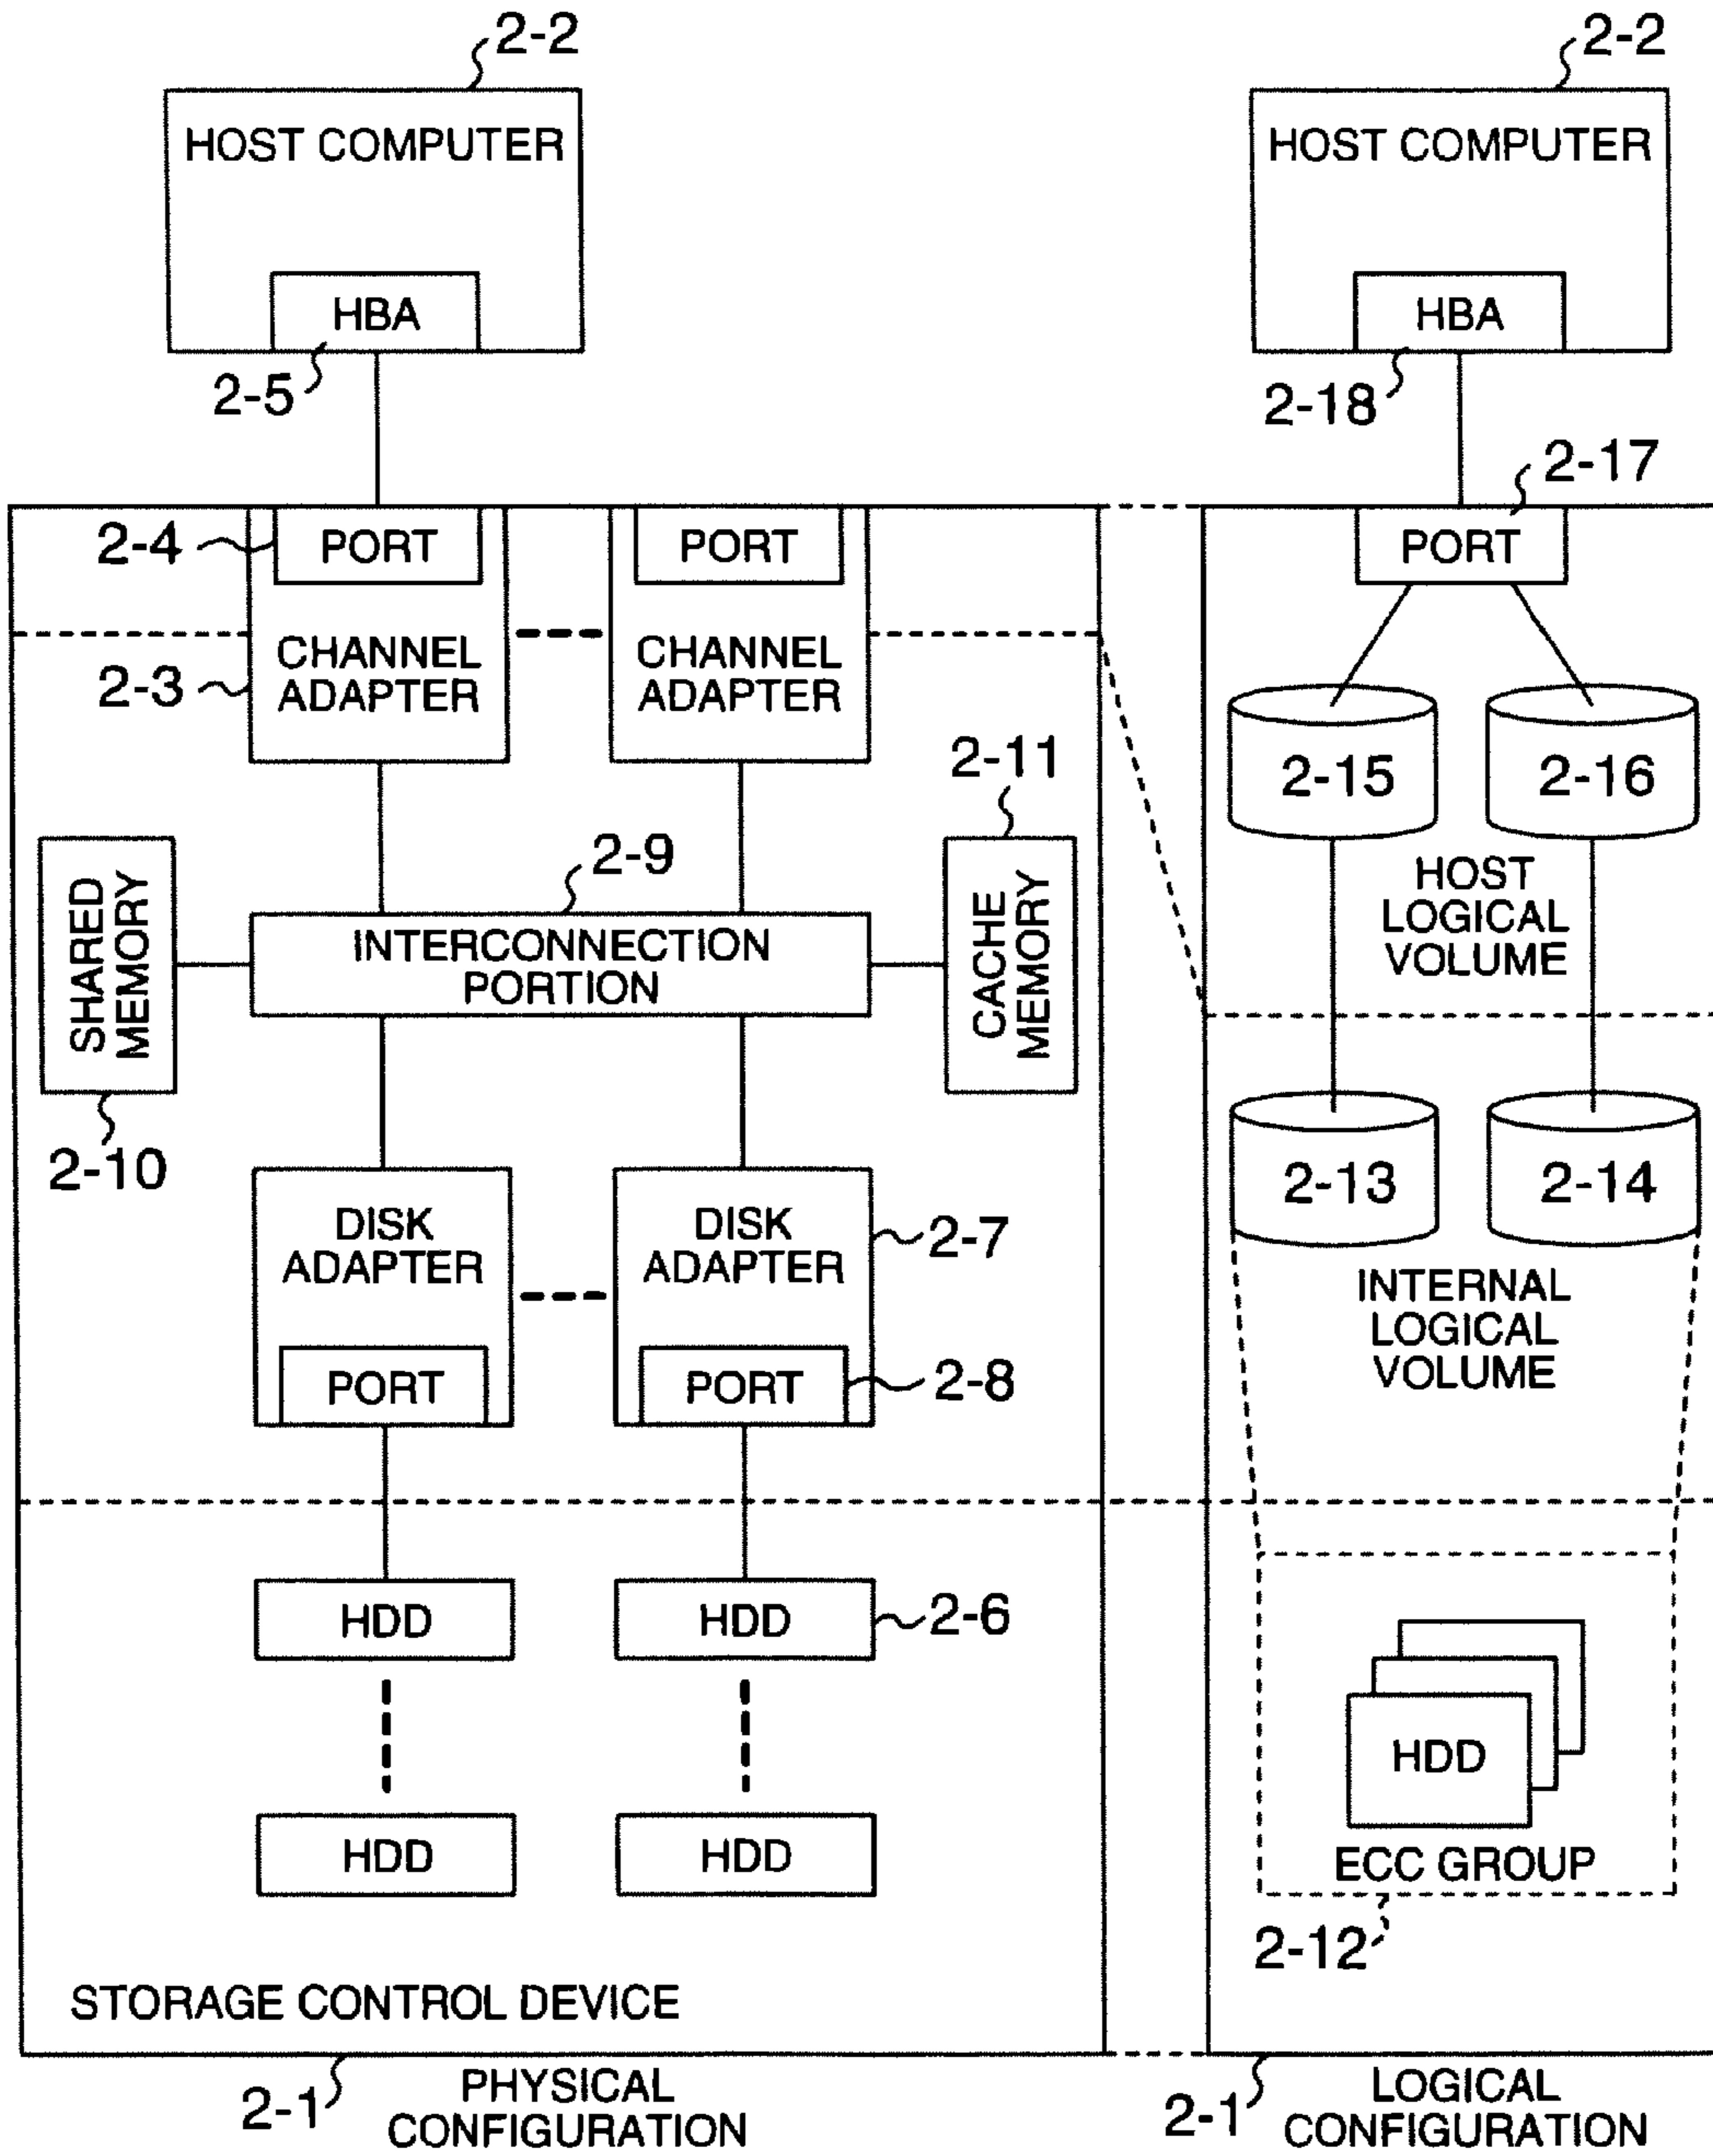 2-2
HOST COMPUTER
HBA
2-5
2-2
HOST COMPUTER
HBA
2-18
2-17
2-4
PORT
PORT
PORT
2-3
CHANNEL
ADAPTER
CHANNEL
ADAPTER
2-15
2-16
2-11
2-9
HOST
LOGICAL
VOLUME
SHARED
MEMORY
INTERCONNECTION
PORTION
CACHE
MEMORY
2-10
2-13
2-14
DISK
ADAPTER
DISK
ADAPTER
2-7
INTERNAL
LOGICAL
VOLUME
PORT
PORT
2-8
HDD
HDD
2-6
HDD
HDD
HDD
ECC GROUP
2-12
STORAGE CONTROL DEVICE
2-1
PHYSICAL
CONFIGURATION
2-1
LOGICAL
CONFIGURATION